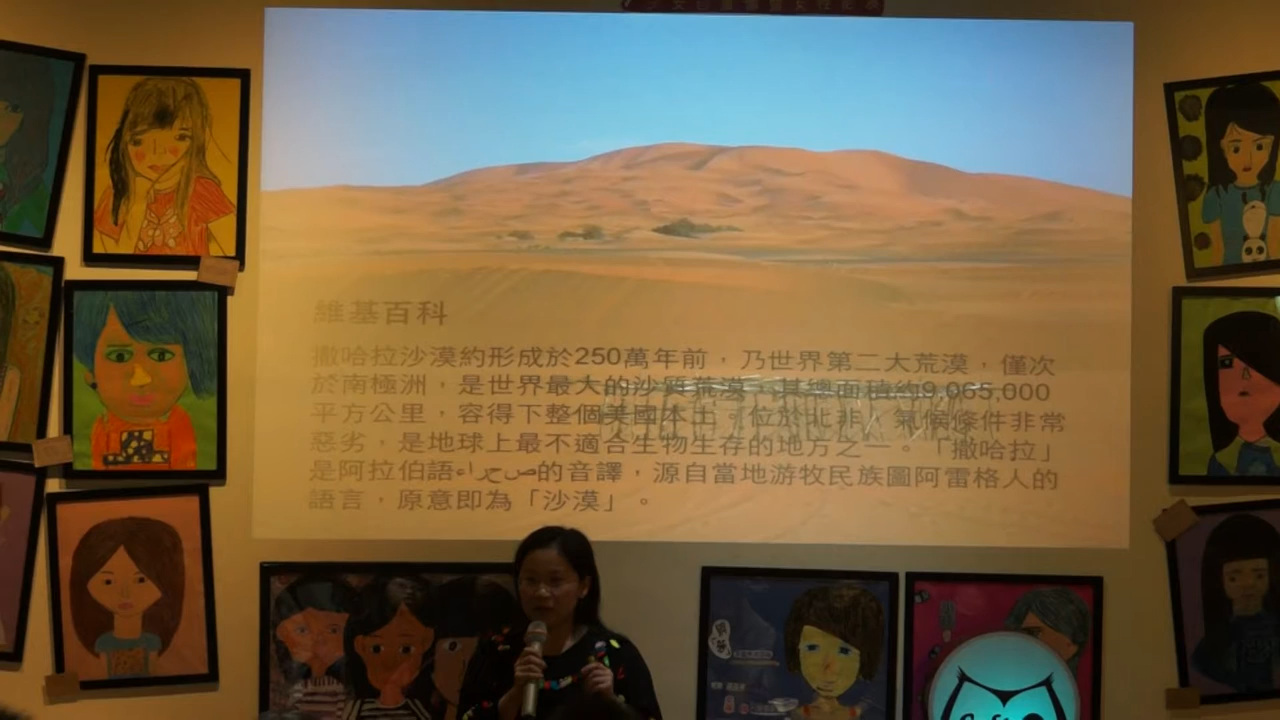 維基百科
撒哈拉沙漠約形成於250萬年前，乃世界第二大荒漠，僅次
於南極洲，是世界最大的沙質荒漠，其總面積約9,065,000
平方公里，容得下整個美國本土。位於北非，氣候條件非常
惡劣，是地球上最不適合生物生存的地方之一。「撒哈拉」
是阿拉伯語صحراء的音譯，源自當地游牧民族圖阿雷格人的
語言，原意即為「沙漠」。